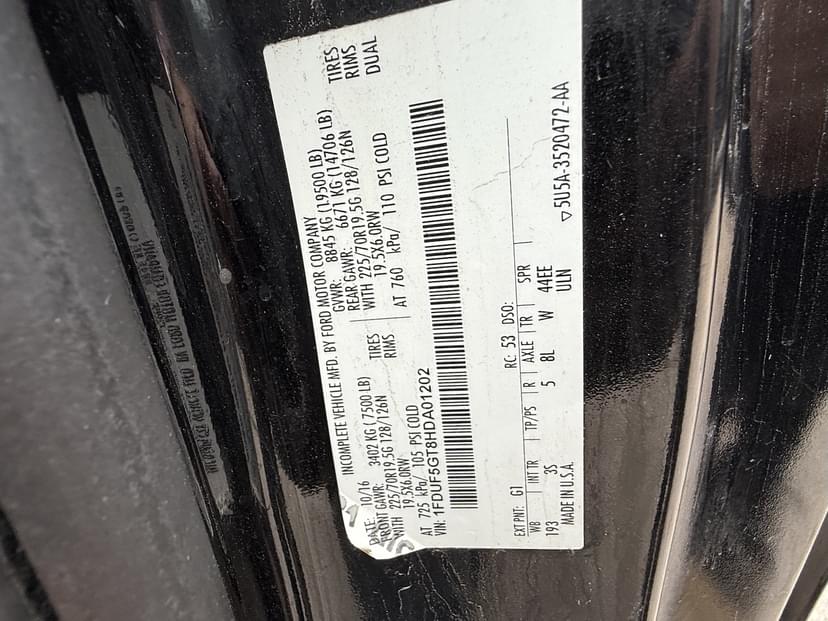 INCOMPLETE VEHICLE MFD. BY FORD MOTOR COMPANY
DATE: 10/16 GVWR: 8845 KG (19500 LB)
FRONT GAWR: 3402 KG (7500 LB) REAR GAWR: 6671 KG (14706 LB)
WITH 225/70R19.5G 128/126N TIRES WITH 225/70R19.5G 128/126N TIRES
19.5X6.0RW RIMS 19.5X6.0RW RIMS
AT 725 kPa/ 105 PSI COLD AT 760 kPa/ 110 PSI COLD DUAL
VIN: 1FDUF5GT8HDA01202
EXT PNT: G1 RC: 53 DSO:
WB INT TR TP/PS R AXLE TR SPR
193 3S 5 8L W 44EE
MADE IN U.S.A. ULN
▽5U5A-3520472-AA